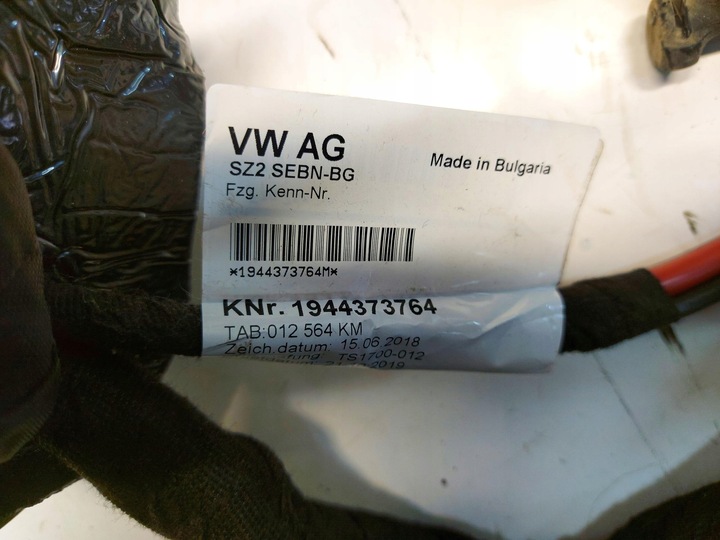 VW AG
SZ2 SEBN-BG
Made in Bulgaria
Fzg. Kenn-Nr.
*1944373764M*
KNr. 1944373764
TAB:012 564 KM
Zeich.datum: 15.06.2018
TS1700-012
2019